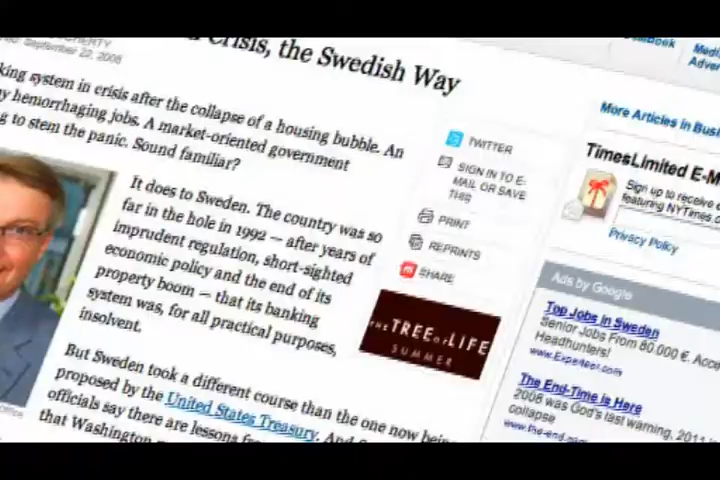 Crisis, the Swedish Way
September 22, 2008
king system in crisis after the collapse of a housing bubble. An
hemorrhaging jobs. A market-oriented government
to stem the panic. Sound familiar?
It does to Sweden. The country was so
far in the hole in 1992 — after years of
imprudent regulation, short-sighted
economic policy and the end of its
property boom — that its banking
system was, for all practical purposes,
insolvent.
But Sweden took a different course than the one now being
proposed by the United States Treasury. And
officials say there are lessons
that Washington
TWITTER
SIGN IN TO E-
MAIL OR SAVE
THIS
PRINT
REPRINTS
SHARE
THE TREE OF LIFE
SUMMER
More Articles in Busi
TimesLimited E-M
Sign up to receive
featuring NYTimes
Privacy Policy
Ads by Google
Top Jobs in Sweden
Senior Jobs From 80.000 €. Acce
Headhunters!
www.Experteer.com
The End-Time is Here
2008 was God's last warning, 2011 is
collapse
www.the-end.